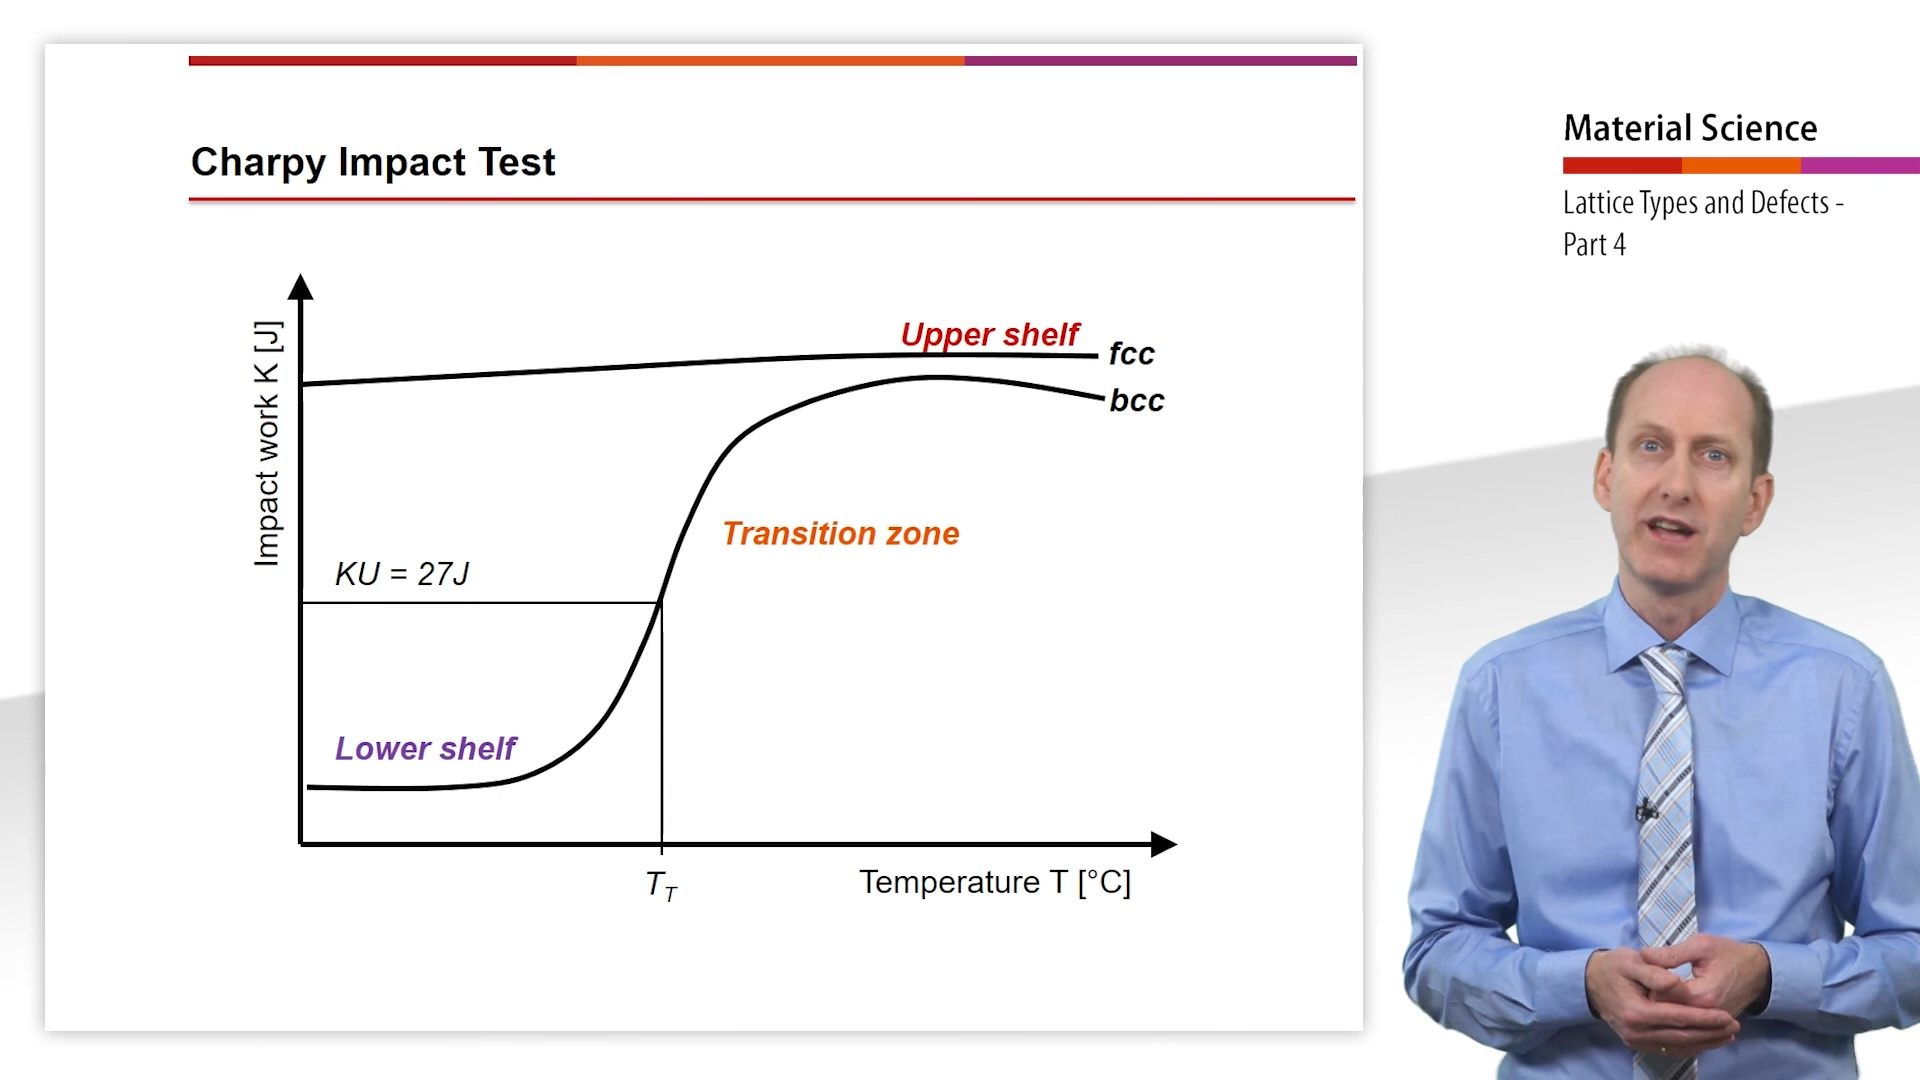 Charpy Impact Test
Impact work K [J]
Upper shelf
fcc
bcc
Transition zone
KU = 27J
Lower shelf
T_T
Temperature T [°C]
Material Science
Lattice Types and Defects -
Part 4